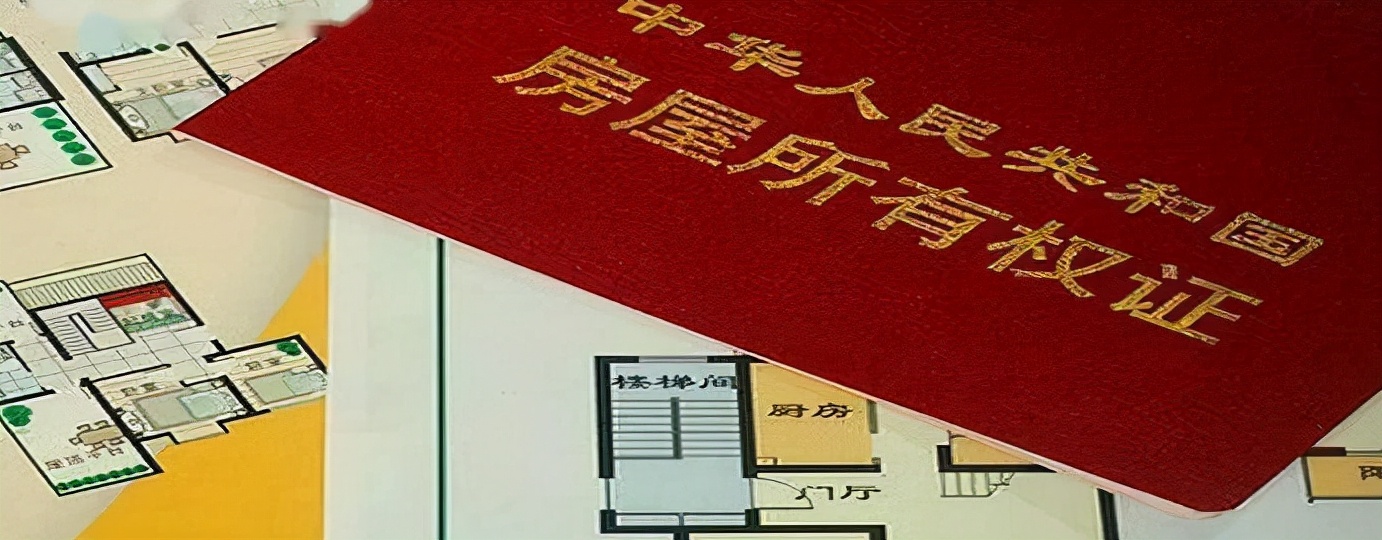 中华人民共和国
房屋所有权证
楼梯间
厨房
门厅